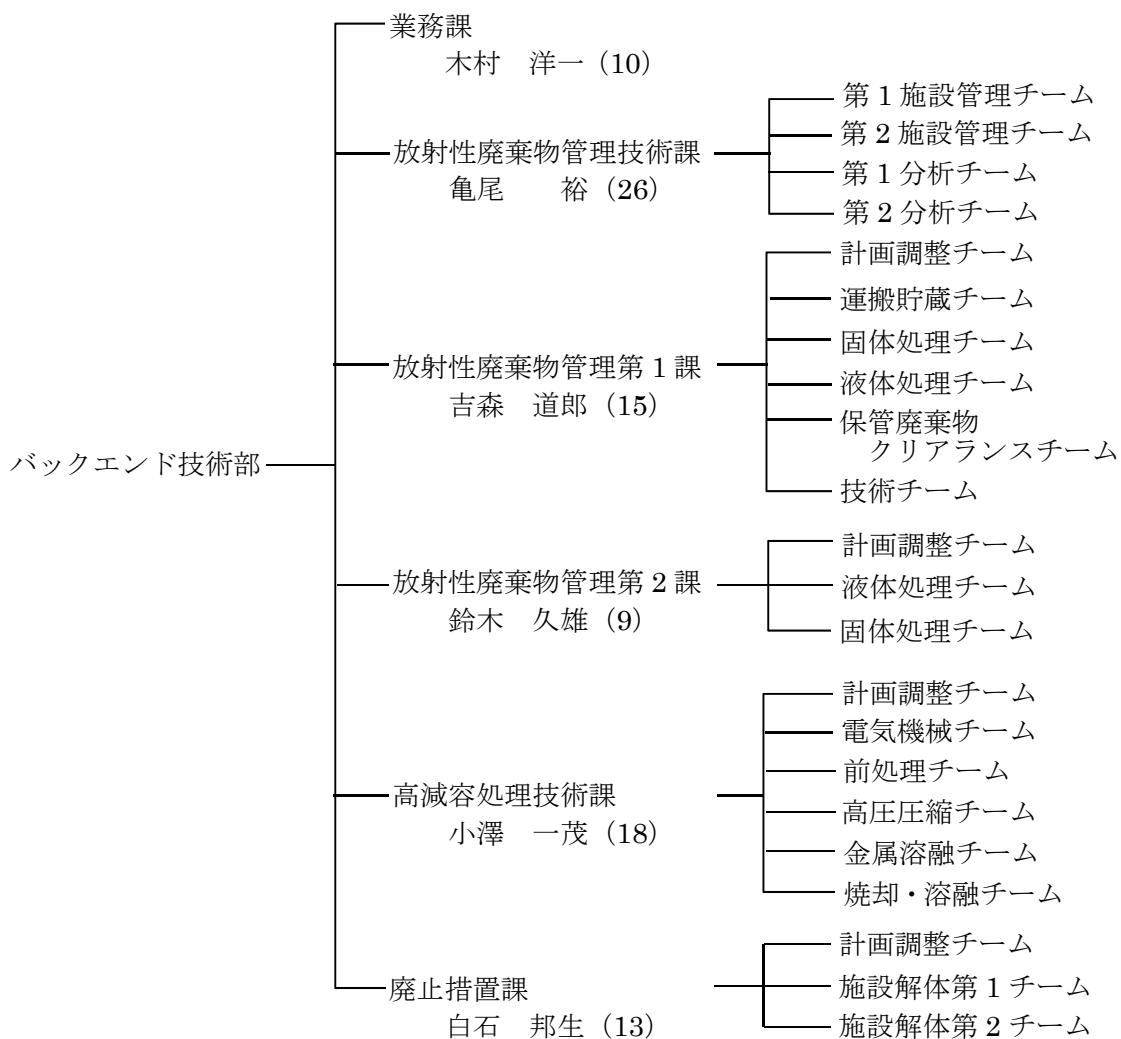 業務課
木村　洋一（10）
放射性廃棄物管理技術課
亀尾　　裕（26）
第 1 施設管理チーム
第 2 施設管理チーム
第 1 分析チーム
第 2 分析チーム
放射性廃棄物管理第 1 課
吉森　道郎（15）
計画調整チーム
運搬貯蔵チーム
固体処理チーム
液体処理チーム
保管廃棄物
クリアランスチーム
技術チーム
バックエンド技術部
放射性廃棄物管理第 2 課
鈴木　久雄（9）
計画調整チーム
液体処理チーム
固体処理チーム
高減容処理技術課
小澤　一茂（18）
計画調整チーム
電気機械チーム
前処理チーム
高圧圧縮チーム
金属溶融チーム
焼却・溶融チーム
廃止措置課
白石　邦生（13）
計画調整チーム
施設解体第 1 チーム
施設解体第 2 チーム